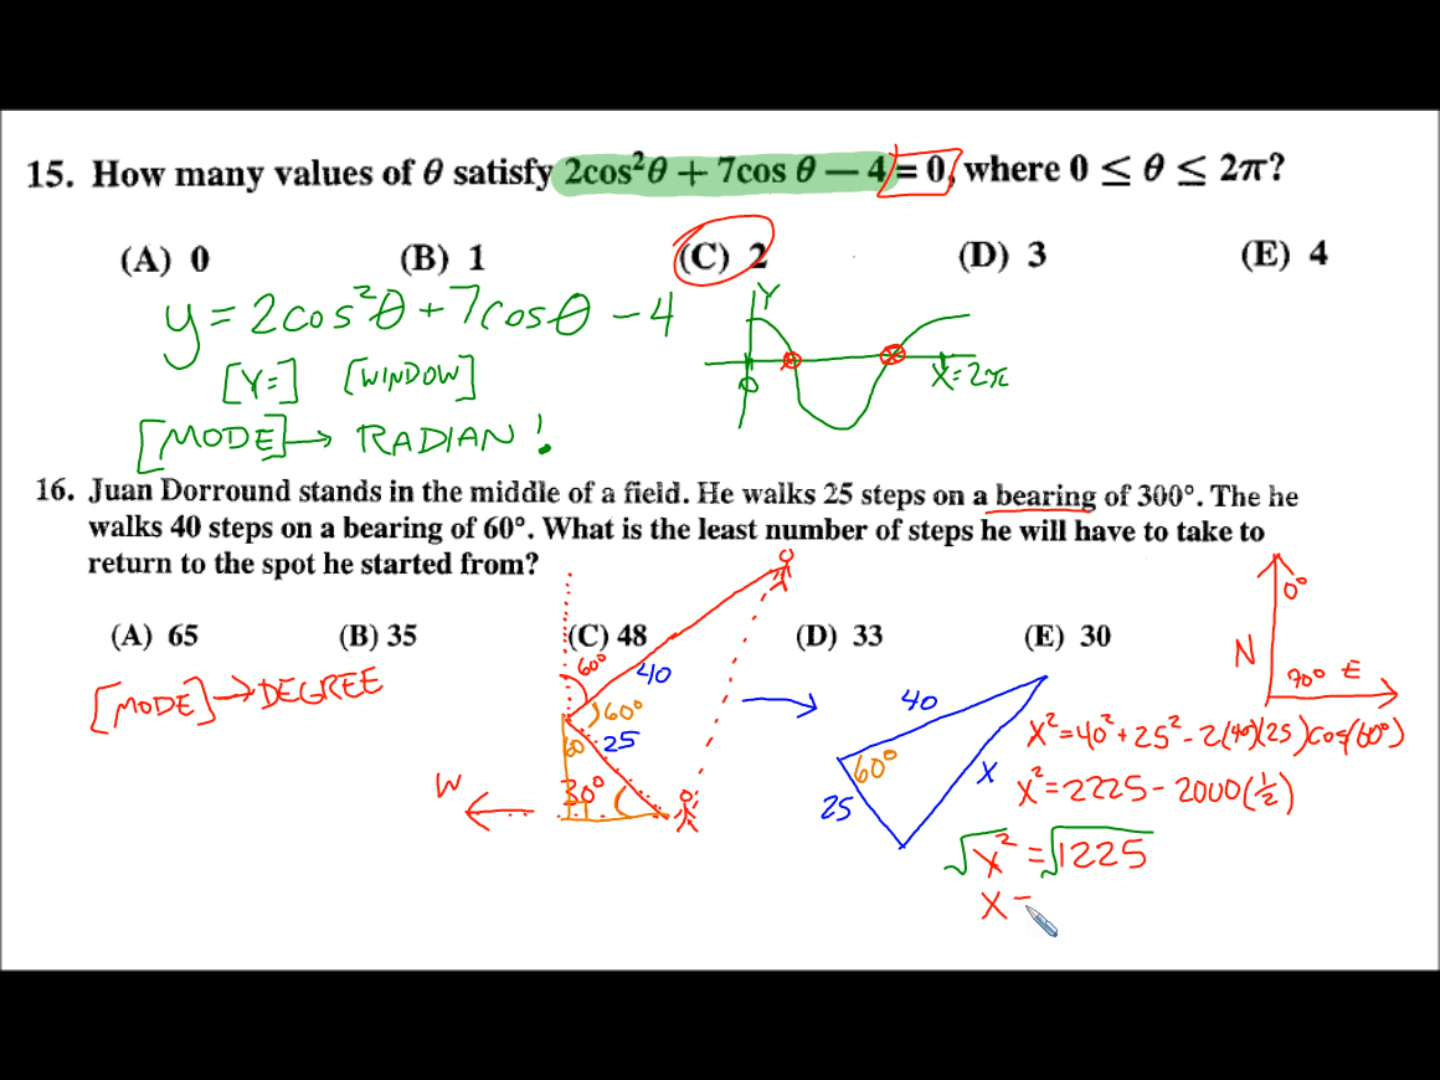 15. How many values of θ satisfy 2cos²θ + 7cos θ − 4 = 0, where 0 ≤ θ ≤ 2π?
(A) 0 (B) 1 (C) 2 (D) 3 (E) 4
y = 2cos²θ + 7cosθ − 4
Y
[Y=] [WINDOW]
0 X=2π
[MODE] → RADIAN!
16. Juan Dorround stands in the middle of a field. He walks 25 steps on a bearing of 300°. The he
walks 40 steps on a bearing of 60°. What is the least number of steps he will have to take to
return to the spot he started from?
0°
(A) 65 (B) 35 (C) 48 (D) 33 (E) 30
N
[MODE] → DEGREE
60° 40
90° E
60° 25
60
40
x² = 40² + 25² − 2(40)(25)cos(60°)
W
30°
60°
25
x
x² = 2225 − 2000(½)
√x² = √1225
x =